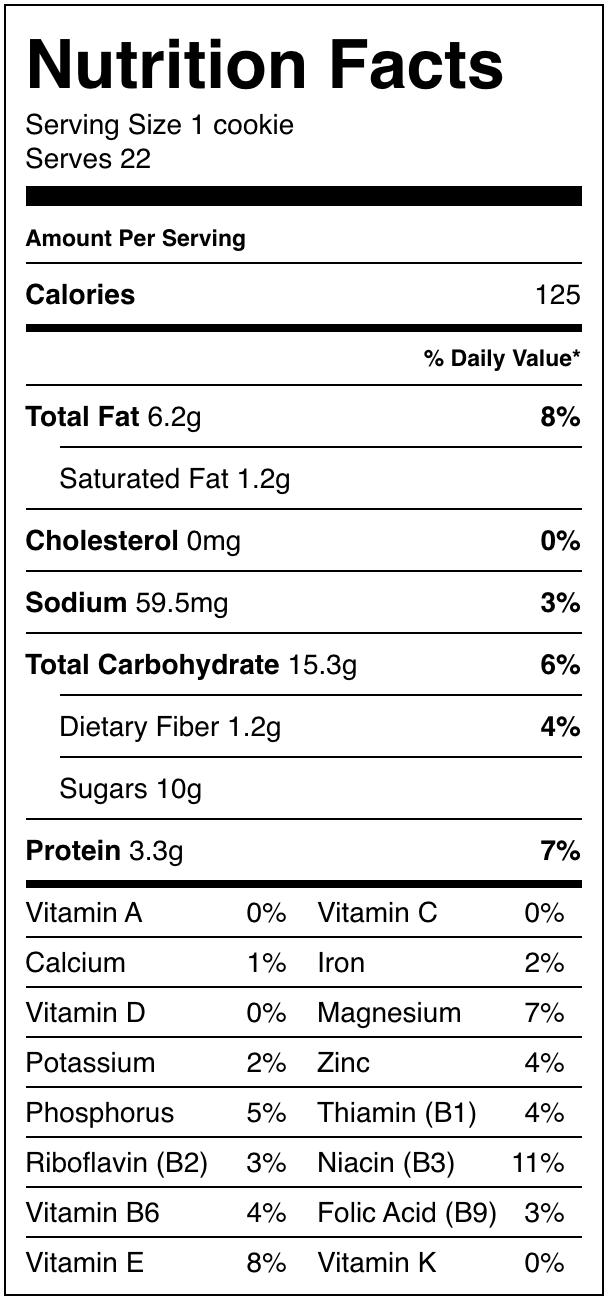 Nutrition Facts
Serving Size 1 cookie
Serves 22
Amount Per Serving
Calories 125
% Daily Value*
Total Fat 6.2g 8%
Saturated Fat 1.2g
Cholesterol 0mg 0%
Sodium 59.5mg 3%
Total Carbohydrate 15.3g 6%
Dietary Fiber 1.2g 4%
Sugars 10g
Protein 3.3g 7%
Vitamin A 0% Vitamin C 0%
Calcium 1% Iron 2%
Vitamin D 0% Magnesium 7%
Potassium 2% Zinc 4%
Phosphorus 5% Thiamin (B1) 4%
Riboflavin (B2) 3% Niacin (B3) 11%
Vitamin B6 4% Folic Acid (B9) 3%
Vitamin E 8% Vitamin K 0%